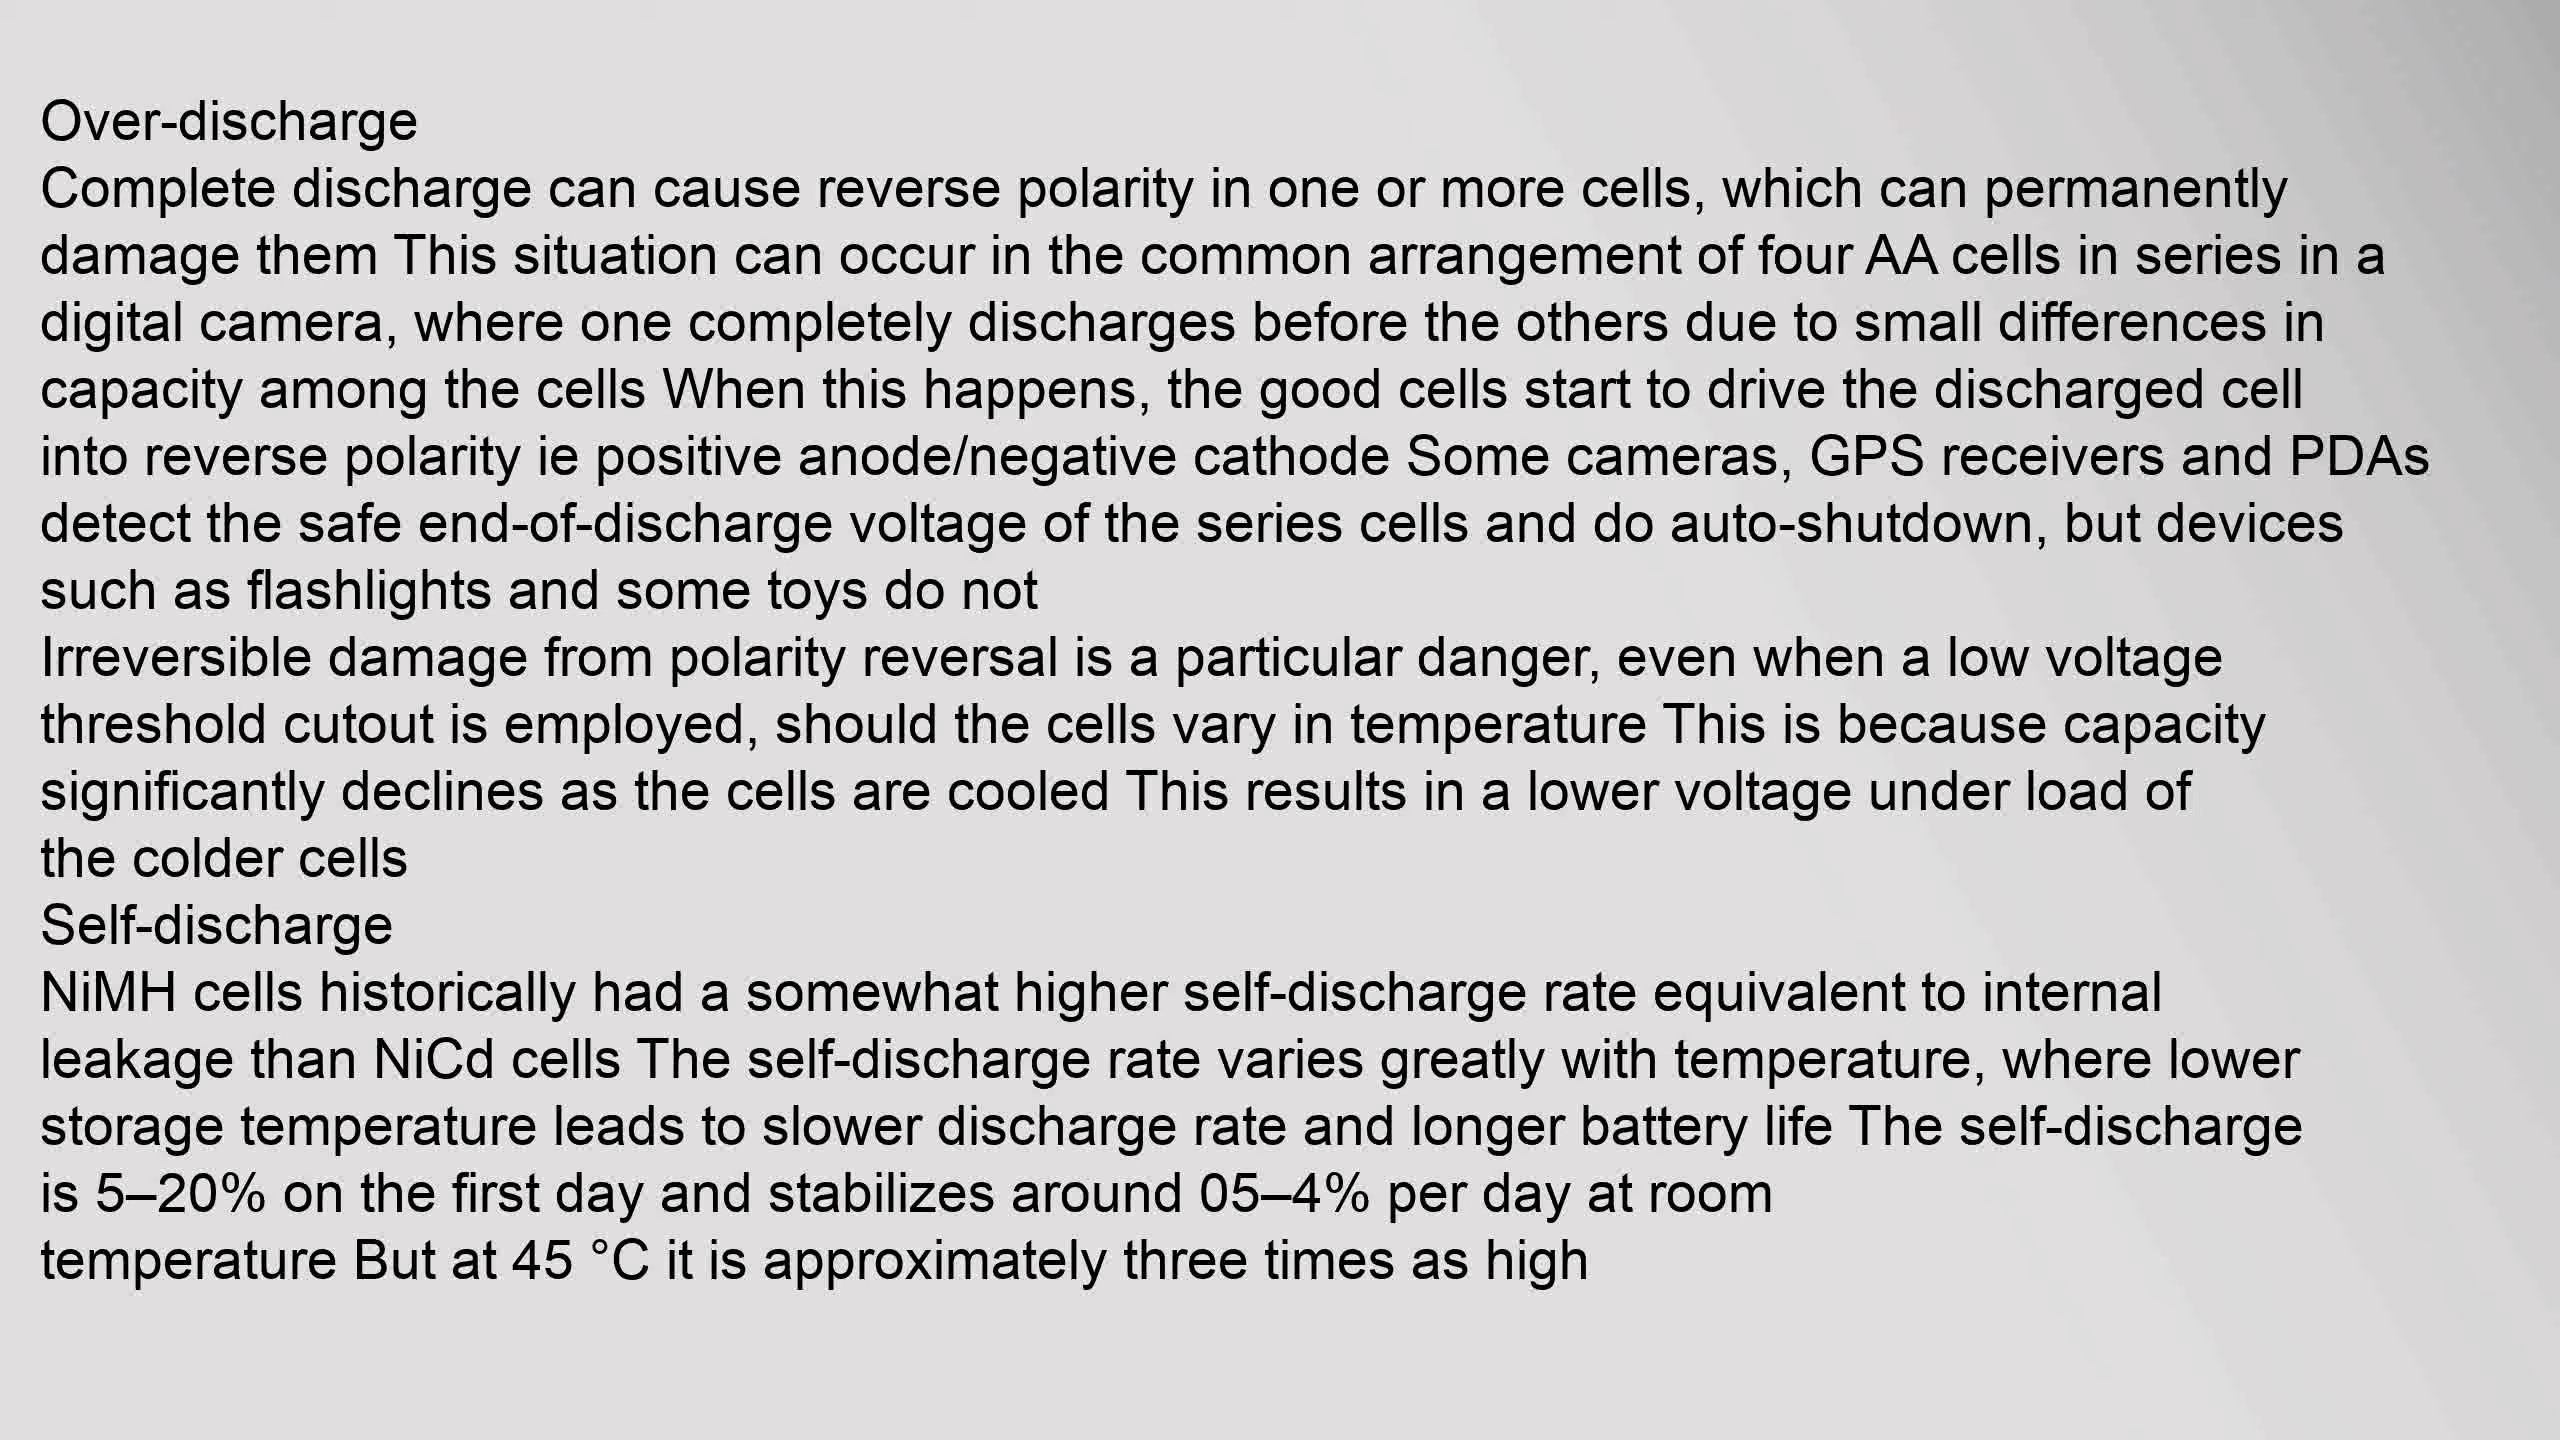 Over-discharge
Complete discharge can cause reverse polarity in one or more cells, which can permanently
damage them This situation can occur in the common arrangement of four AA cells in series in a
digital camera, where one completely discharges before the others due to small differences in
capacity among the cells When this happens, the good cells start to drive the discharged cell
into reverse polarity ie positive anode/negative cathode Some cameras, GPS receivers and PDAs
detect the safe end-of-discharge voltage of the series cells and do auto-shutdown, but devices
such as flashlights and some toys do not
Irreversible damage from polarity reversal is a particular danger, even when a low voltage
threshold cutout is employed, should the cells vary in temperature This is because capacity
significantly declines as the cells are cooled This results in a lower voltage under load of
the colder cells
Self-discharge
NiMH cells historically had a somewhat higher self-discharge rate equivalent to internal
leakage than NiCd cells The self-discharge rate varies greatly with temperature, where lower
storage temperature leads to slower discharge rate and longer battery life The self-discharge
is 5–20% on the first day and stabilizes around 05–4% per day at room
temperature But at 45 °C it is approximately three times as high